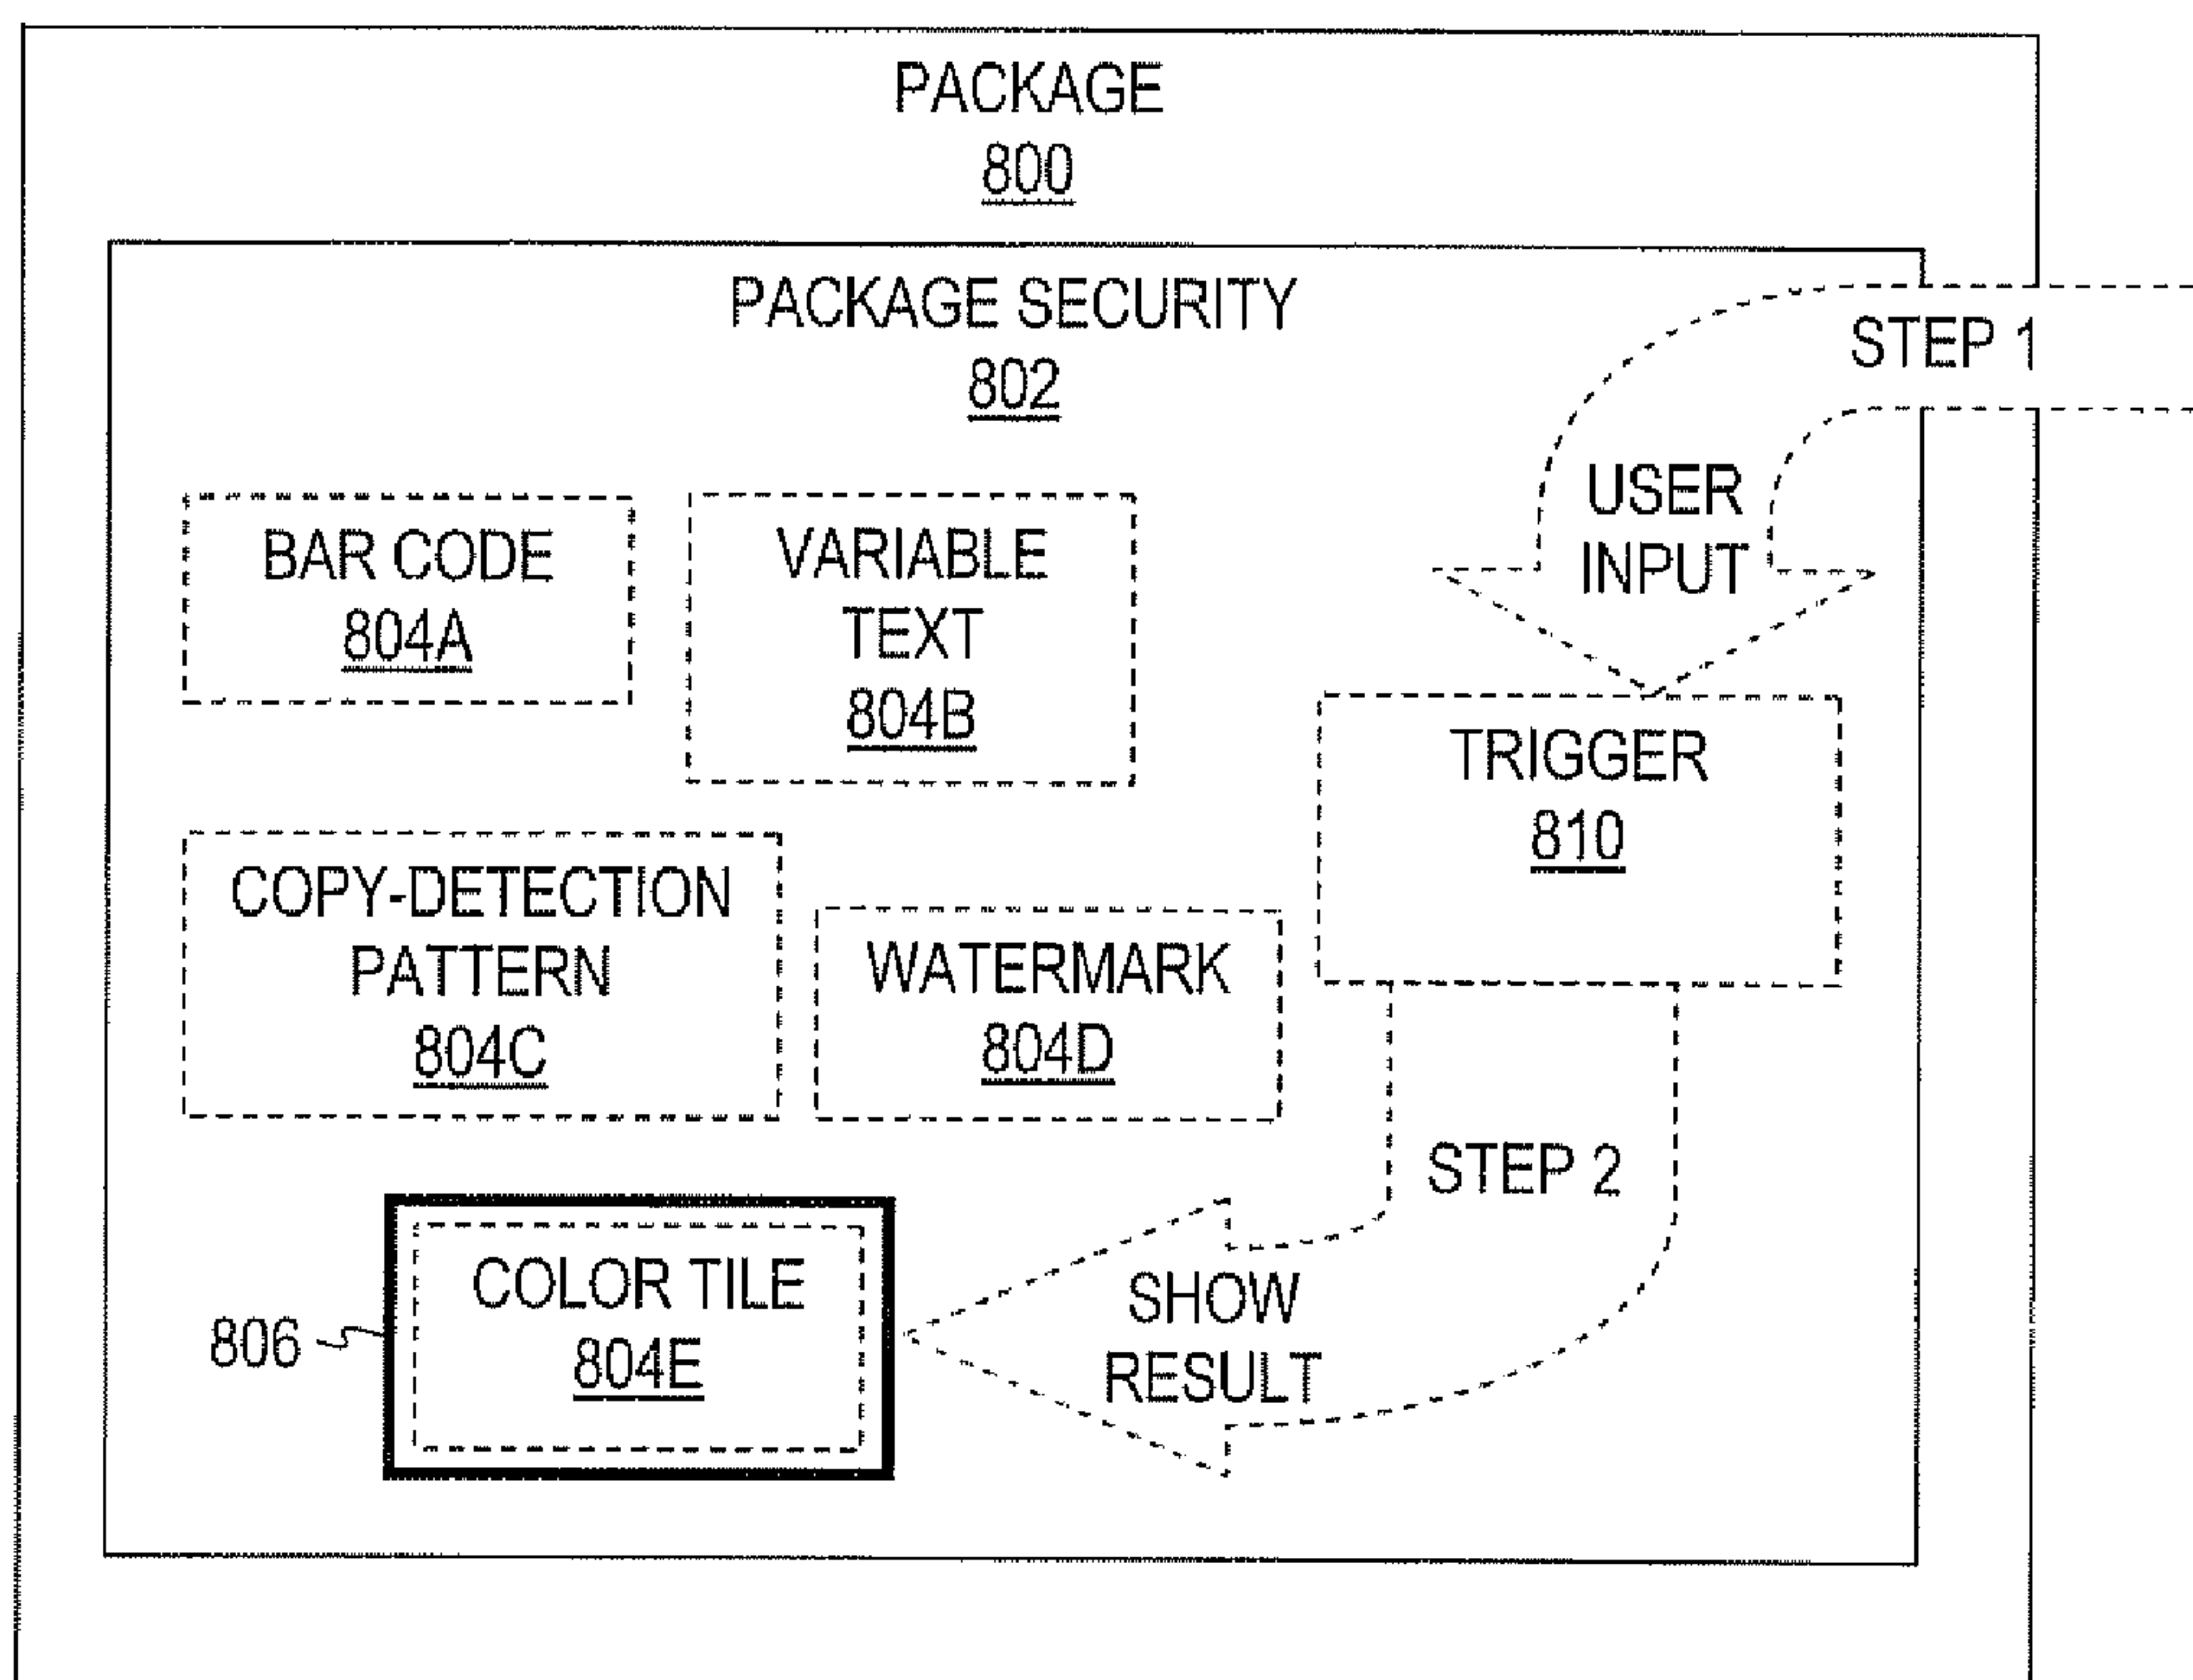 PACKAGE
800
PACKAGE SECURITY
802
STEP 1
USER
INPUT
BAR CODE
804A
VARIABLE
TEXT
804B
TRIGGER
810
COPY-DETECTION
PATTERN
804C
WATERMARK
804D
STEP 2
SHOW
RESULT
COLOR TILE
804E
806